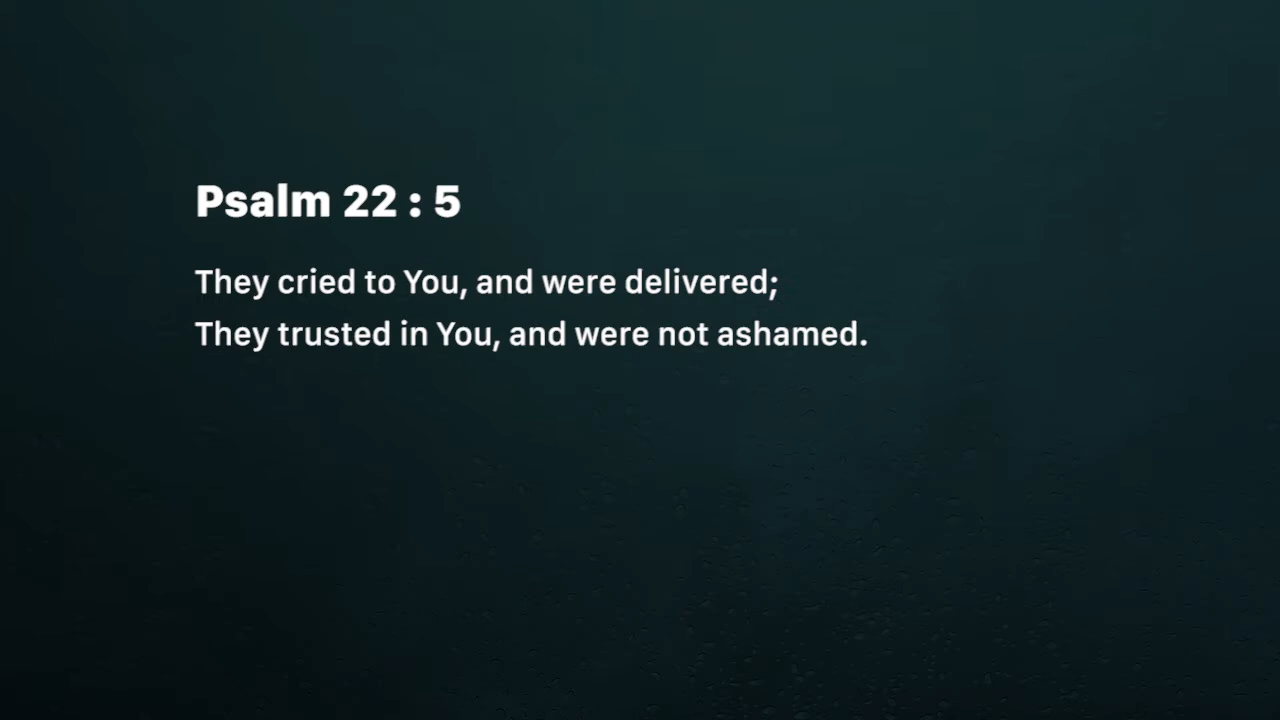 Psalm 22 : 5
They cried to You, and were delivered;
They trusted in You, and were not ashamed.